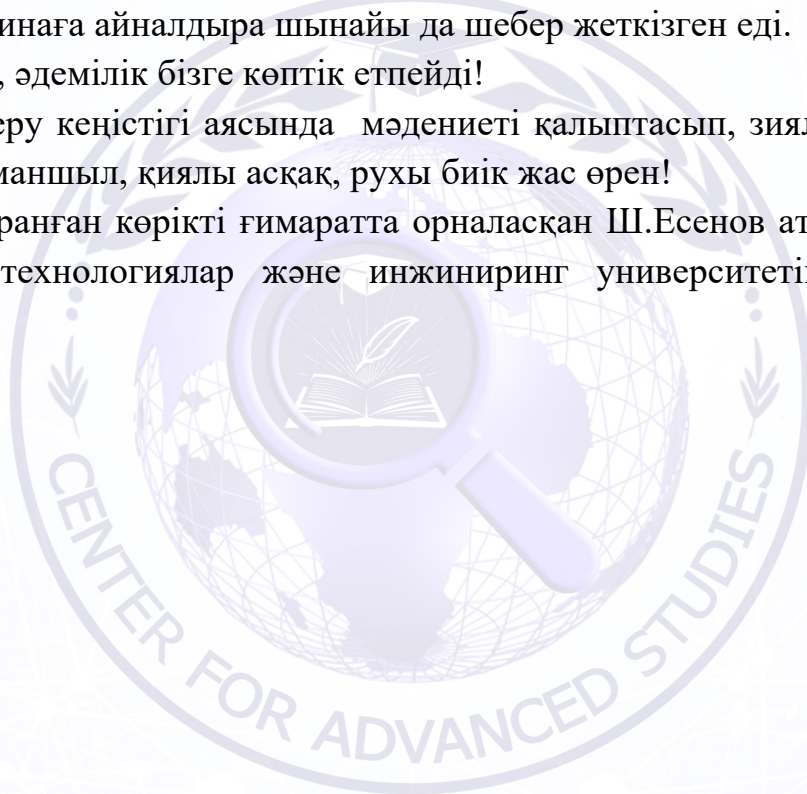 инаға айналдыра шынайы да шебер жеткізген еді.
, әдемілік бізге көптік етпейді!
еру кеңістігі аясында мәдениеті қалыптасып, зиял
маншыл, қиялы асқақ, рухы биік жас өрен!
ранған көрікті ғимаратта орналасқан Ш.Есенов ат
технологиялар және инжиниринг университеті
CENTER FOR ADVANCED STUDIES